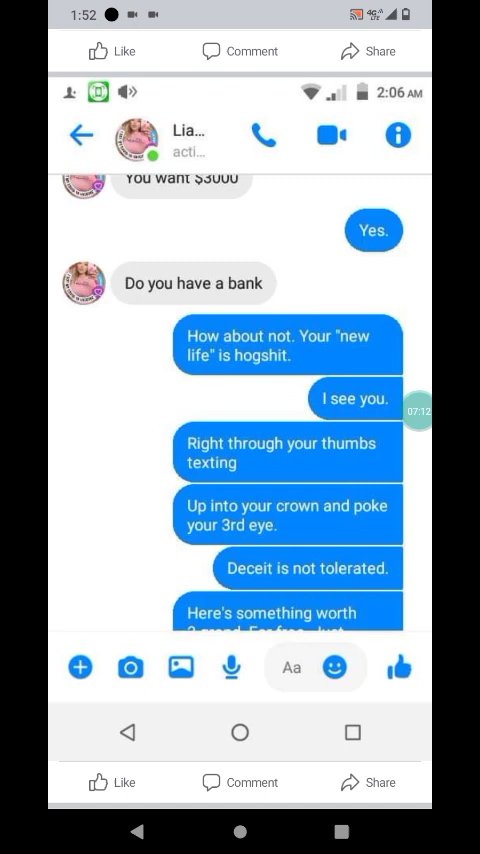 1:52
4G
LTE
Like Comment Share
2:06 AM
Lia...
acti...
You want $3000
Yes.
Do you have a bank
How about not. Your "new
life" is hogshit.
I see you.
07:12
Right through your thumbs
texting
Up into your crown and poke
your 3rd eye.
Deceit is not tolerated.
Here's something worth
Aa
Like Comment Share